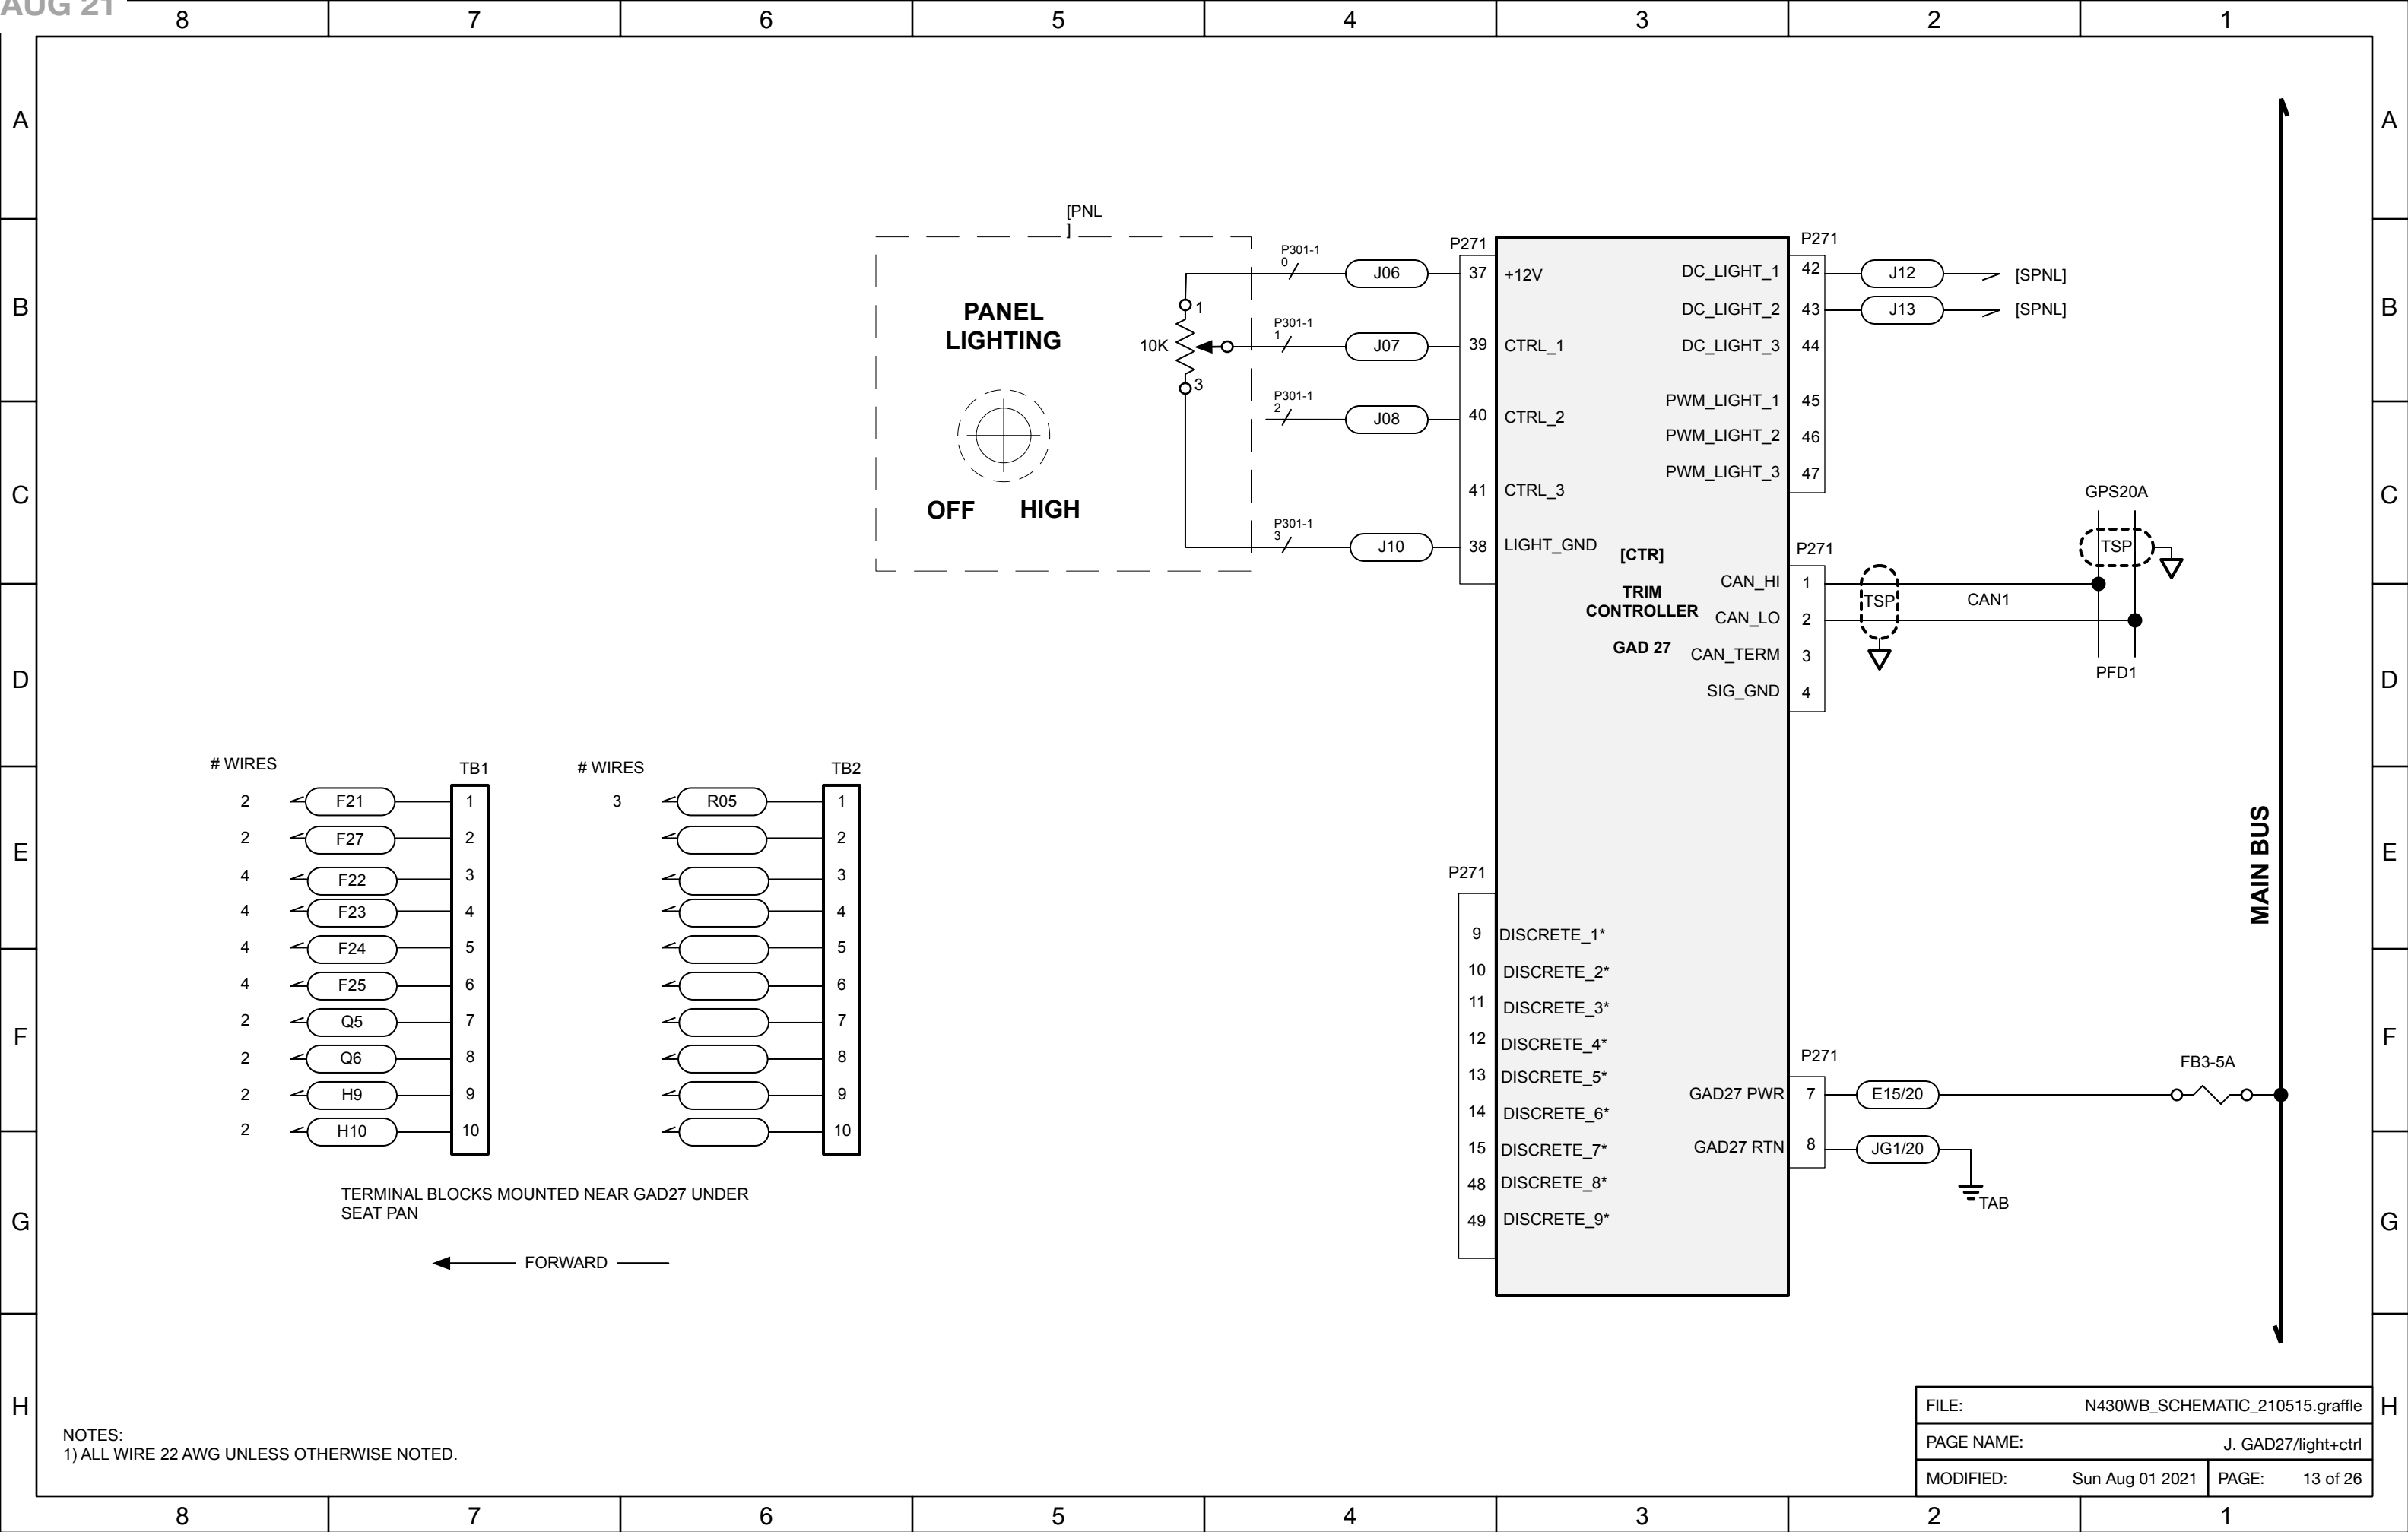 AUG 21
8 7 6 5 4 3 2 1
A
A
[PNL
]
PANEL
LIGHTING
OFF HIGH
10K
1
3
P301-1
0
J06
P301-1
1
J07
P301-1
2
J08
P301-1
3
J10
P271
37 +12V
39 CTRL_1
40 CTRL_2
41 CTRL_3
38 LIGHT_GND
[CTR]
TRIM
CONTROLLER
GAD 27
P271
DC_LIGHT_1 42 J12 [SPNL]
DC_LIGHT_2 43 J13 [SPNL]
DC_LIGHT_3 44
PWM_LIGHT_1 45
PWM_LIGHT_2 46
PWM_LIGHT_3 47
B
B
C
C
GPS20A
TSP
P271
CAN_HI 1
TSP
CAN1
CAN_LO 2
CAN_TERM 3
SIG_GND 4
PFD1
D
D
# WIRES TB1
2 F21 1
2 F27 2
4 F22 3
4 F23 4
4 F24 5
4 F25 6
2 Q5 7
2 Q6 8
2 H9 9
2 H10 10
# WIRES TB2
3 R05 1
2
3
4
5
6
7
8
9
10
TERMINAL BLOCKS MOUNTED NEAR GAD27 UNDER
SEAT PAN
FORWARD
E
E
P271
9 DISCRETE_1*
10 DISCRETE_2*
11 DISCRETE_3*
12 DISCRETE_4*
13 DISCRETE_5*
14 DISCRETE_6*
15 DISCRETE_7*
48 DISCRETE_8*
49 DISCRETE_9*
MAIN BUS
F
F
P271
GAD27 PWR 7 E15/20
FB3-5A
GAD27 RTN 8 JG1/20
TAB
G
G
H
H
NOTES:
1) ALL WIRE 22 AWG UNLESS OTHERWISE NOTED.
FILE: N430WB_SCHEMATIC_210515.graffle
PAGE NAME: J. GAD27/light+ctrl
MODIFIED: Sun Aug 01 2021 PAGE: 13 of 26
8 7 6 5 4 3 2 1